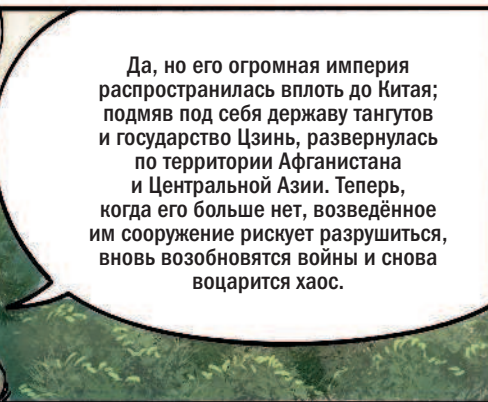 Да, но его огромная империя
распространилась вплоть до Китая;
подмяв под себя державу тангутов
и государство Цзинь, развернулась
по территории Афганистана
и Центральной Азии. Теперь,
когда его больше нет, возведённое
им сооружение рискует разрушиться,
вновь возобновятся войны и снова
воцарится хаос.